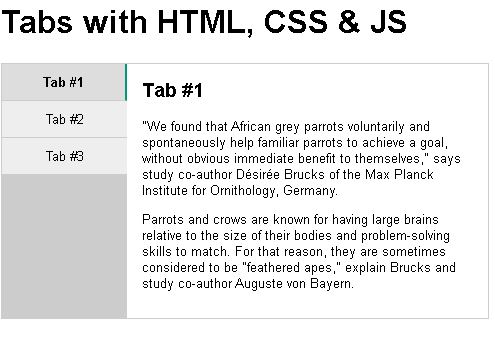 Tabs with HTML, CSS & JS
Tab #1
Tab #2
Tab #3
Tab #1
"We found that African grey parrots voluntarily and
spontaneously help familiar parrots to achieve a goal,
without obvious immediate benefit to themselves," says
study co-author Désirée Brucks of the Max Planck
Institute for Ornithology, Germany.
Parrots and crows are known for having large brains
relative to the size of their bodies and problem-solving
skills to match. For that reason, they are sometimes
considered to be "feathered apes," explain Brucks and
study co-author Auguste von Bayern.